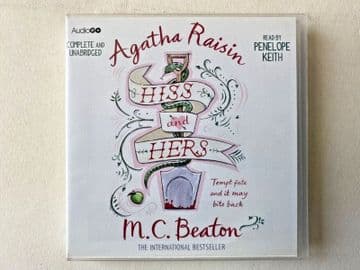 AudioGO
COMPLETE AND
UNABRIDGED
Agatha Raisin
READ BY
PENELOPE
KEITH
HISS
and
HERS
Tempt fate
and it may
bite back
M.C. Beaton
THE INTERNATIONAL BESTSELLER